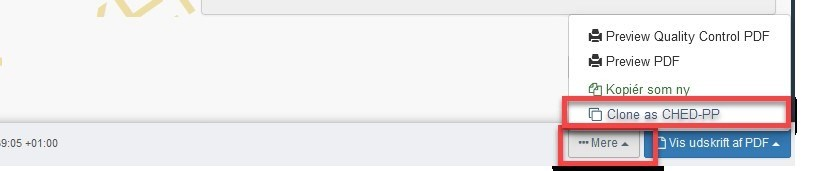 Preview Quality Control PDF
Preview PDF
Kopiér som ny
Clone as CHED-PP
9:05 +01:00
Mere
Vis udskrift af PDF